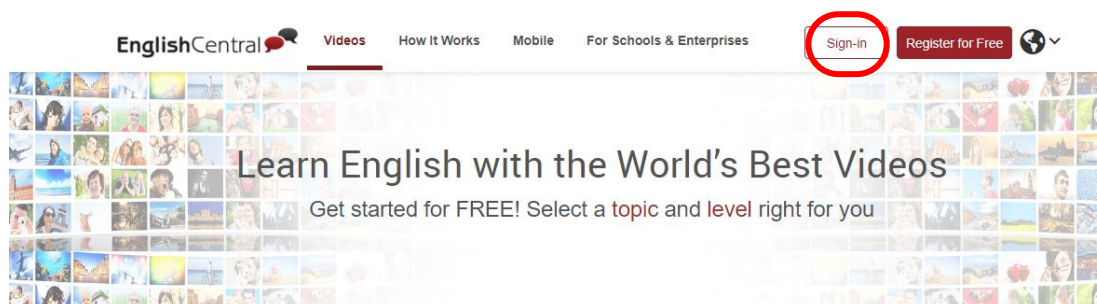 EnglishCentral Videos How It Works Mobile For Schools & Enterprises Sign-in Register for Free
Learn English with the World's Best Videos
Get started for FREE! Select a topic and level right for you